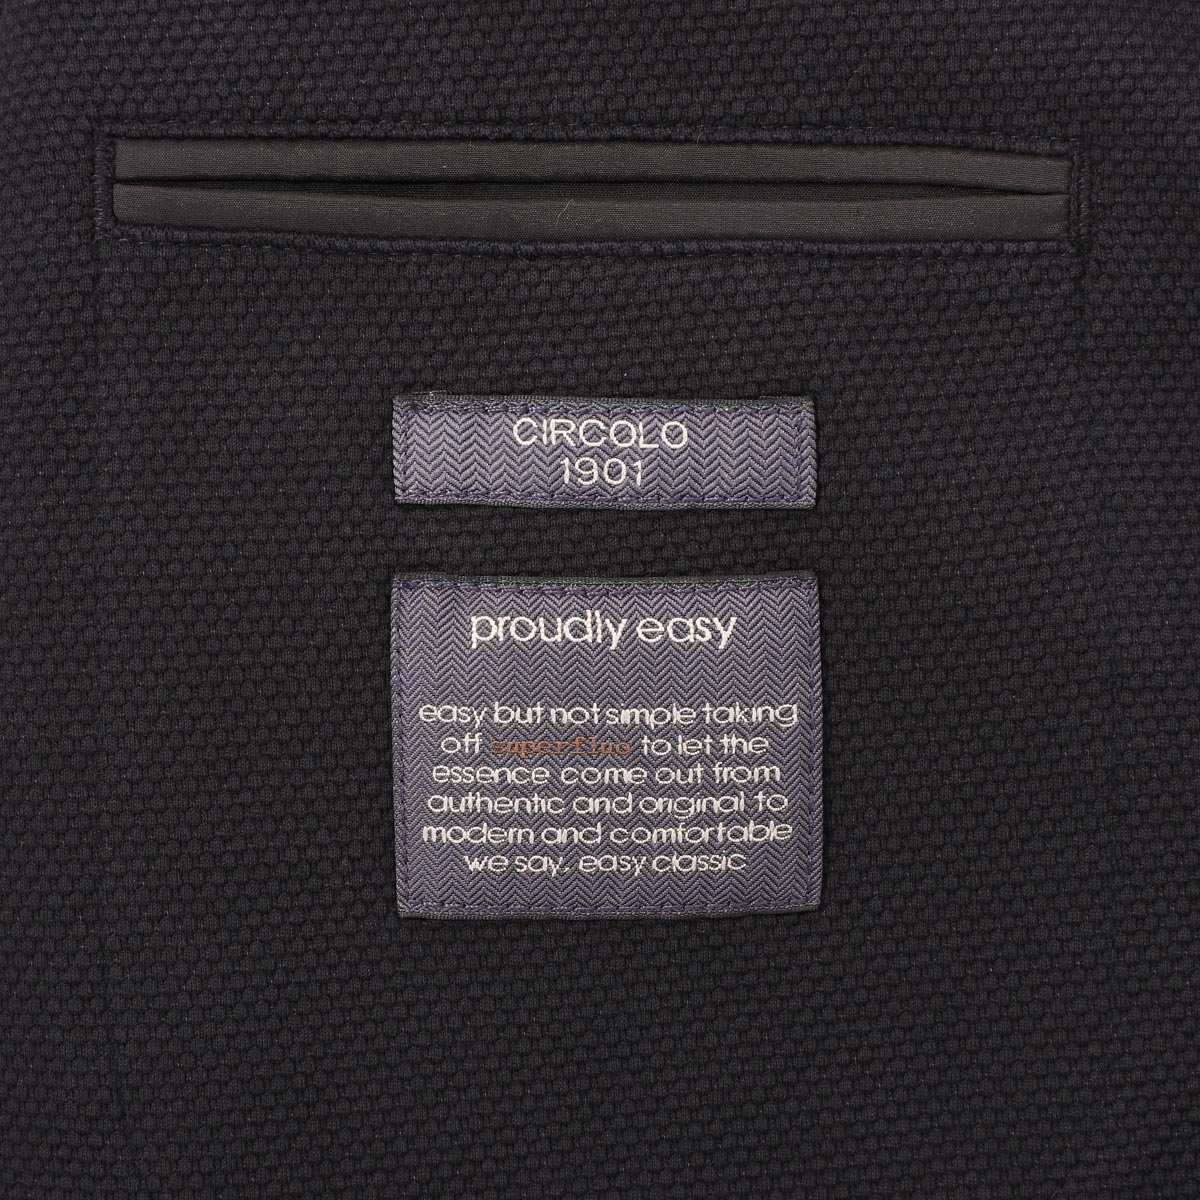 CIRCOLO
1901
proudly easy
easy but not simple taking
off superfluo to let the
essence come out from
authentic and original to
modern and comfortable
we say, easy classic